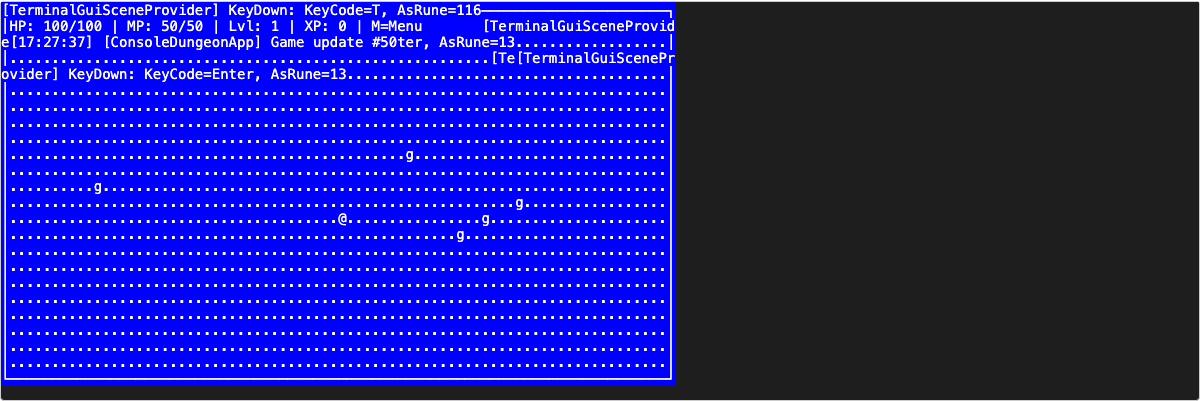 [TerminalGuiSceneProvider] KeyDown: KeyCode=T, AsRune=116
|HP: 100/100 | MP: 50/50 | Lvl: 1 | XP: 0 | M=Menu       [TerminalGuiSceneProvid
e[17:27:37] [ConsoleDungeonApp] Game update #50ter, AsRune=13..................|
|.........................................................[Te[TerminalGuiScenePr
ovider] KeyDown: KeyCode=Enter, AsRune=13......................................
..............................................................................
..............................................................................
..............................................................................
..............................................................................
...............................................g..............................
..............................................................................
..........g...................................................................
............................................................g.................
.......................................@................g.....................
.....................................................g........................
..............................................................................
..............................................................................
..............................................................................
..............................................................................
..............................................................................
..............................................................................
..............................................................................
..............................................................................